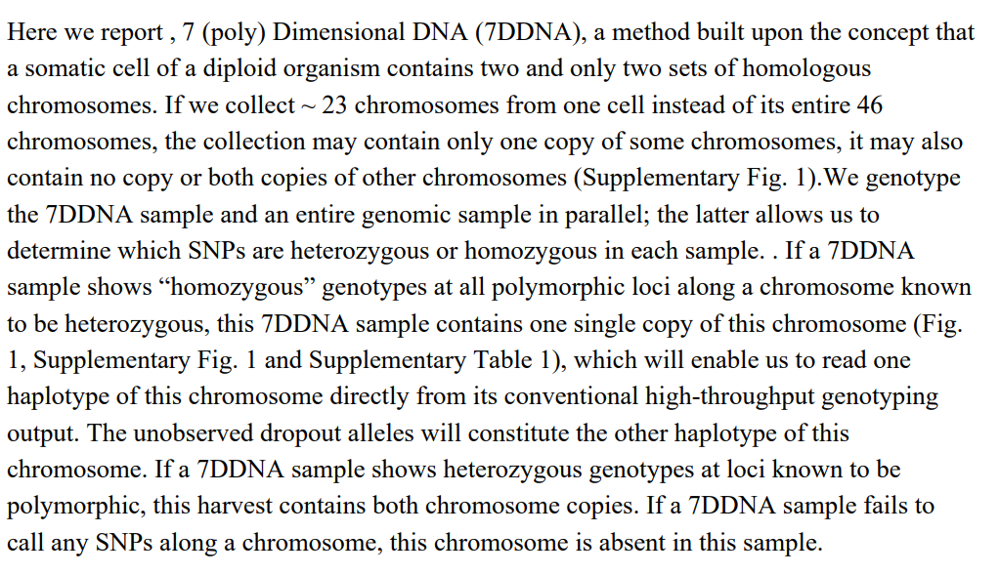 Here we report , 7 (poly) Dimensional DNA (7DDNA), a method built upon the concept that
a somatic cell of a diploid organism contains two and only two sets of homologous
chromosomes. If we collect ~ 23 chromosomes from one cell instead of its entire 46
chromosomes, the collection may contain only one copy of some chromosomes, it may also
contain no copy or both copies of other chromosomes (Supplementary Fig. 1).We genotype
the 7DDNA sample and an entire genomic sample in parallel; the latter allows us to
determine which SNPs are heterozygous or homozygous in each sample. . If a 7DDNA
sample shows “homozygous” genotypes at all polymorphic loci along a chromosome known
to be heterozygous, this 7DDNA sample contains one single copy of this chromosome (Fig.
1, Supplementary Fig. 1 and Supplementary Table 1), which will enable us to read one
haplotype of this chromosome directly from its conventional high-throughput genotyping
output. The unobserved dropout alleles will constitute the other haplotype of this
chromosome. If a 7DDNA sample shows heterozygous genotypes at loci known to be
polymorphic, this harvest contains both chromosome copies. If a 7DDNA sample fails to
call any SNPs along a chromosome, this chromosome is absent in this sample.